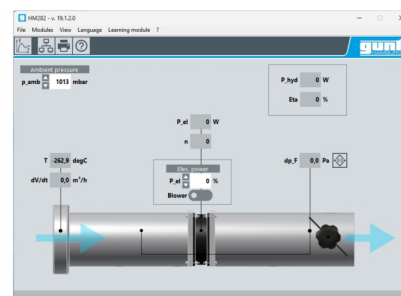 HM282 - v. 19.1.2.0
File Modules View Language Learning module ?
gunt
Ambient pressure
p_amb 1013 mbar
P_hyd 0 W
Eta 0 %
P_el 0 W
n 0
T -262,9 degC
dV/dt 0,0 m³/h
Elec. power
P_el 0 %
Blower
dp_F 0,0 Pa